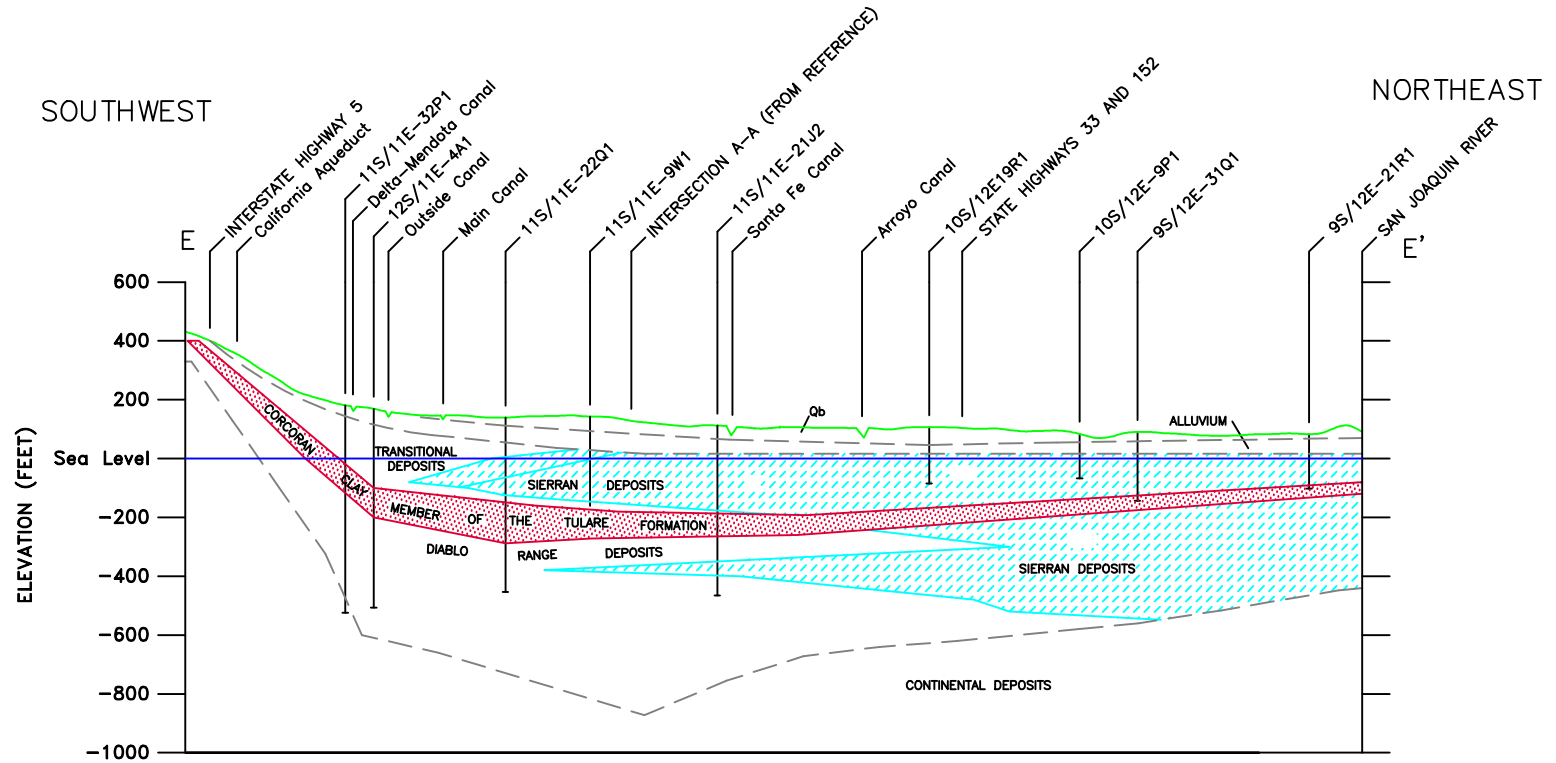 SOUTHWEST
NORTHEAST
E
E'
INTERSTATE HIGHWAY 5
California Aqueduct
11S/11E-32P1
Delta-Mendota Canal
12S/11E-4A1
Outside Canal
Main Canal
11S/11E-22Q1
11S/11E-9W1
INTERSECTION A-A (FROM REFERENCE)
11S/11E-21J2
Santa Fe Canal
Arroyo Canal
10S/12E19R1
STATE HIGHWAYS 33 AND 152
10S/12E-9P1
9S/12E-31Q1
9S/12E-21R1
SAN JOAQUIN RIVER
ELEVATION (FEET)
600
400
200
Sea Level
-200
-400
-600
-800
-1000
Qb
ALLUVIUM
TRANSITIONAL
DEPOSITS
SIERRAN DEPOSITS
CORCORAN CLAY MEMBER OF THE TULARE FORMATION
DIABLO RANGE DEPOSITS
SIERRAN DEPOSITS
CONTINENTAL DEPOSITS